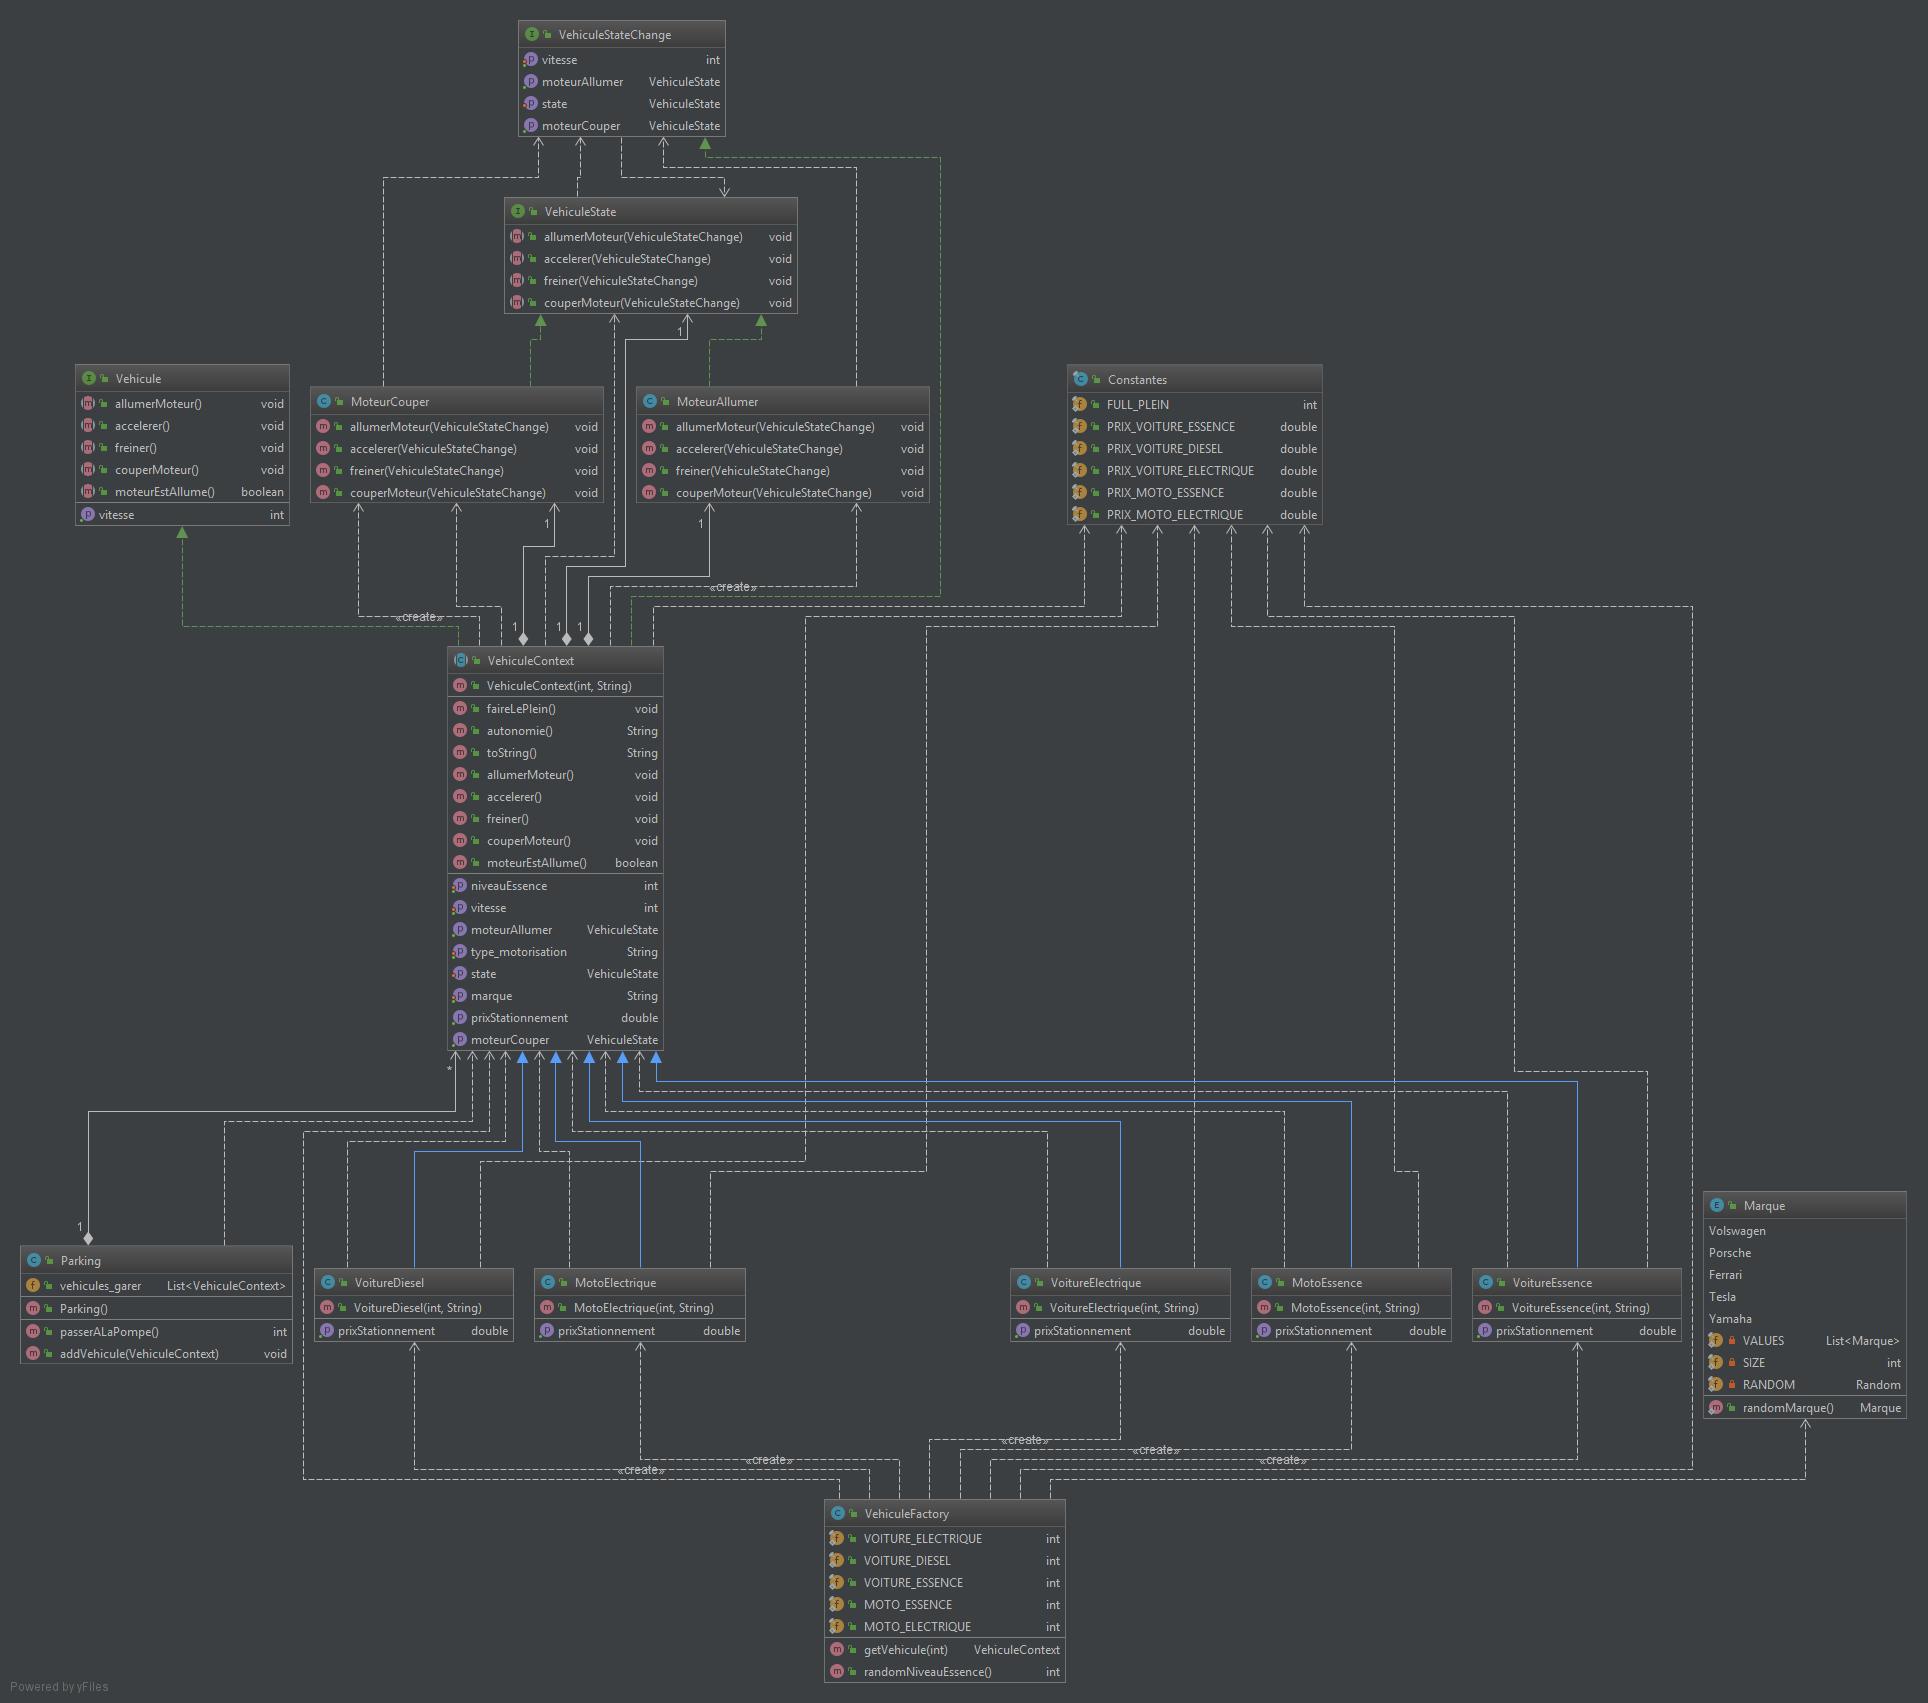 VehiculeStateChange
vitesse int
moteurAllumer VehiculeState
state VehiculeState
moteurCouper VehiculeState
VehiculeState
allumerMoteur(VehiculeStateChange) void
accelerer(VehiculeStateChange) void
freiner(VehiculeStateChange) void
couperMoteur(VehiculeStateChange) void
1
Vehicule
allumerMoteur() void
accelerer() void
freiner() void
couperMoteur() void
moteurEstAllume() boolean
vitesse int
MoteurCouper
allumerMoteur(VehiculeStateChange) void
accelerer(VehiculeStateChange) void
freiner(VehiculeStateChange) void
couperMoteur(VehiculeStateChange) void
MoteurAllumer
allumerMoteur(VehiculeStateChange) void
accelerer(VehiculeStateChange) void
freiner(VehiculeStateChange) void
couperMoteur(VehiculeStateChange) void
Constantes
FULL_PLEIN int
PRIX_VOITURE_ESSENCE double
PRIX_VOITURE_DIESEL double
PRIX_VOITURE_ELECTRIQUE double
PRIX_MOTO_ESSENCE double
PRIX_MOTO_ELECTRIQUE double
1
1
«create»
«create»
1
1
1
VehiculeContext
VehiculeContext(int, String)
faireLePlein() void
autonomie() String
toString() String
allumerMoteur() void
accelerer() void
freiner() void
couperMoteur() void
moteurEstAllume() boolean
niveauEssence int
vitesse int
moteurAllumer VehiculeState
type_motorisation String
state VehiculeState
marque String
prixStationnement double
moteurCouper VehiculeState
*
1
Parking
vehicules_garer List<VehiculeContext>
Parking()
passerALaPompe() int
addVehicule(VehiculeContext) void
VoitureDiesel
VoitureDiesel(int, String)
prixStationnement double
MotoElectrique
MotoElectrique(int, String)
prixStationnement double
VoitureElectrique
VoitureElectrique(int, String)
prixStationnement double
MotoEssence
MotoEssence(int, String)
prixStationnement double
VoitureEssence
VoitureEssence(int, String)
prixStationnement double
Marque
Volswagen
Porsche
Ferrari
Tesla
Yamaha
VALUES List<Marque>
SIZE int
RANDOM Random
randomMarque() Marque
«create»
«create»
«create»
«create»
«create»
VehiculeFactory
VOITURE_ELECTRIQUE int
VOITURE_DIESEL int
VOITURE_ESSENCE int
MOTO_ESSENCE int
MOTO_ELECTRIQUE int
getVehicule(int) VehiculeContext
randomNiveauEssence() int
Powered by yFiles